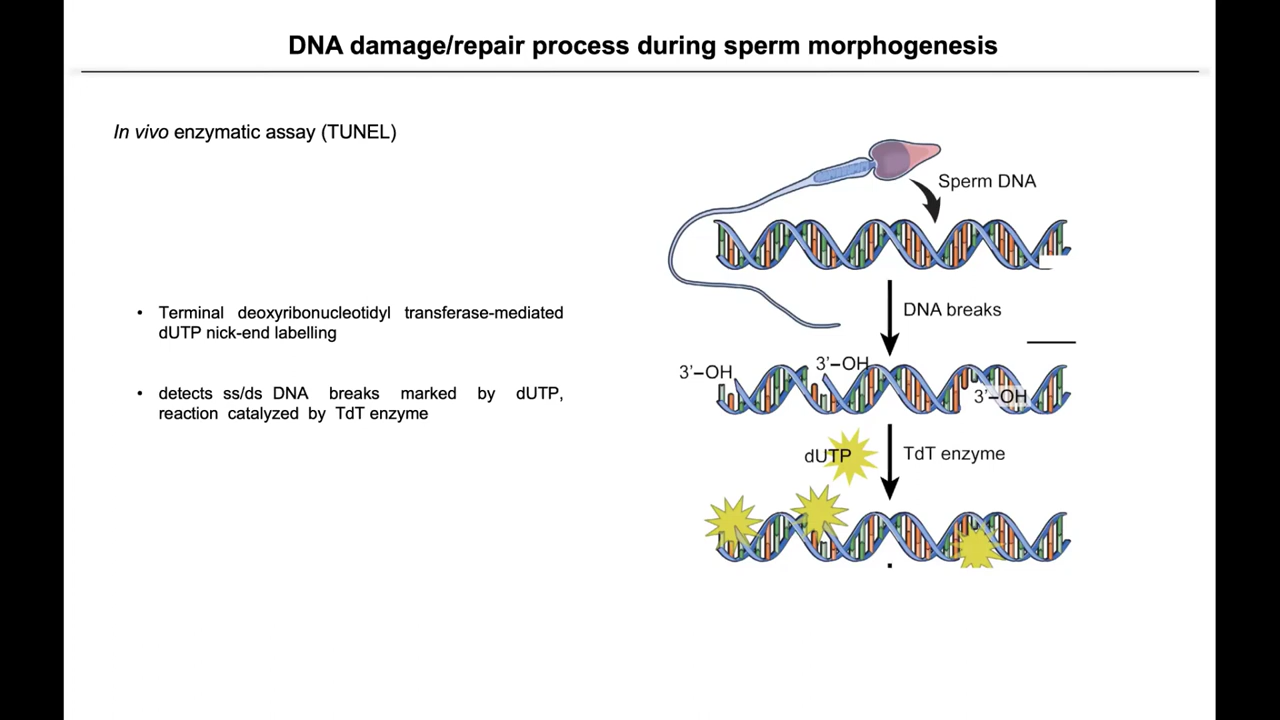 DNA damage/repair process during sperm morphogenesis
In vivo enzymatic assay (TUNEL)
• Terminal deoxyribonucleotidyl transferase-mediated
dUTP nick-end labelling
• detects ss/ds DNA breaks marked by dUTP,
reaction catalyzed by TdT enzyme
Sperm DNA
DNA breaks
3’–OH
3’–OH
3’–OH
dUTP
TdT enzyme